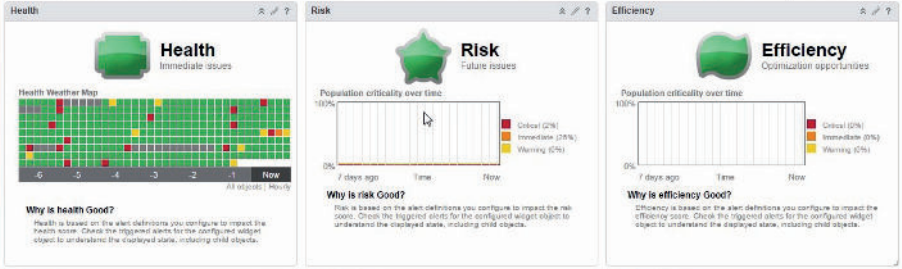 Health
Health
Immediate issues
Health Weather Map
-6 -5 -4 -3 -2 -1 Now
All objects | Hourly
Why is health Good?
Health is based on the alert definitions you configure to impact the
health score. Check the triggered alerts for the configured widget
object to understand the displayed state, including child objects.
Risk
Risk
Future issues
Population criticality over time
100%
Critical (2%)
Immediate (25%)
Warning (0%)
0%
7 days ago Time Now
Why is risk Good?
Risk is based on the alert definitions you configure to impact the risk
score. Check the triggered alerts for the configured widget object to
understand the displayed state, including child objects.
Efficiency
Efficiency
Optimization opportunities
Population criticality over time
100%
Critical (0%)
Immediate (0%)
Warning (0%)
0%
7 days ago Time Now
Why is efficiency Good?
Efficiency is based on the alert definitions you configure to impact the
efficiency score. Check the triggered alerts for the configured widget
object to understand the displayed state, including child objects.